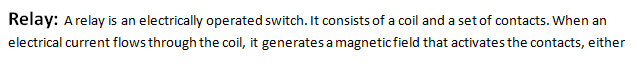 Relay: A relay is an electrically operated switch. It consists of a coil and a set of contacts. When an
electrical current flows through the coil, it generates a magnetic field that activates the contacts, either